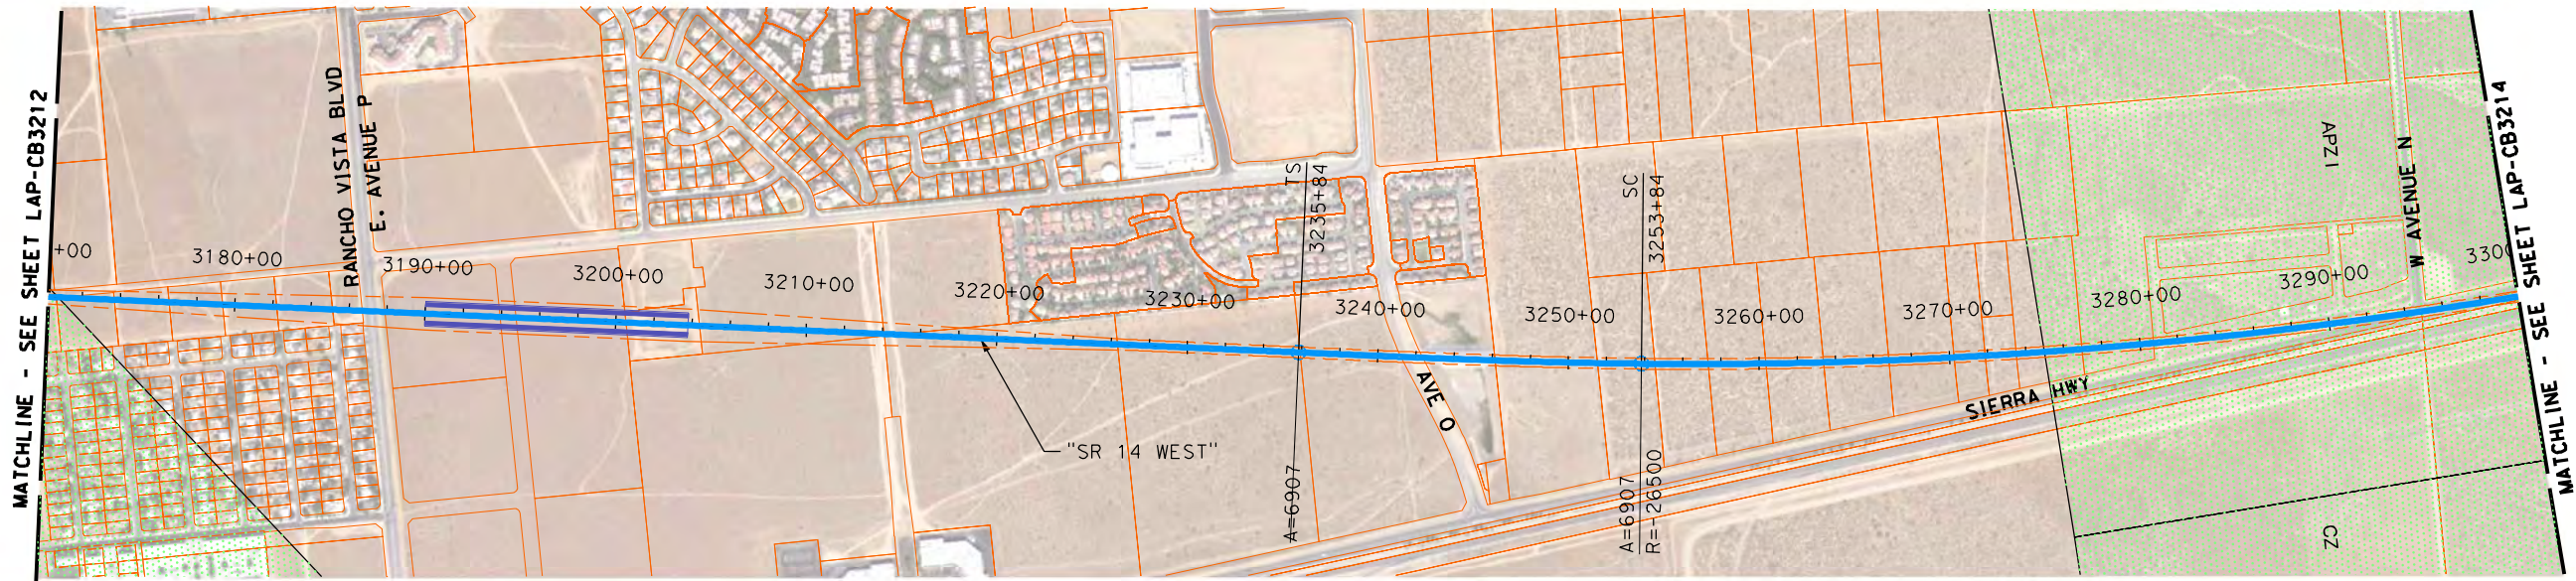 MATCHLINE - SEE SHEET LAP-CB3212
+00
3180+00
RANCHO VISTA BLVD
E. AVENUE P
3190+00
3200+00
3210+00
3220+00
3230+00
TS
3235+84
A=6907
3240+00
AVE O
"SR 14 WEST"
3250+00
SC
3253+84
A=6907
R=-26500
3260+00
3270+00
SIERRA HWY
3280+00
3290+00
3300
APZ I
W AVENUE N
CZ
MATCHLINE - SEE SHEET LAP-CB3214